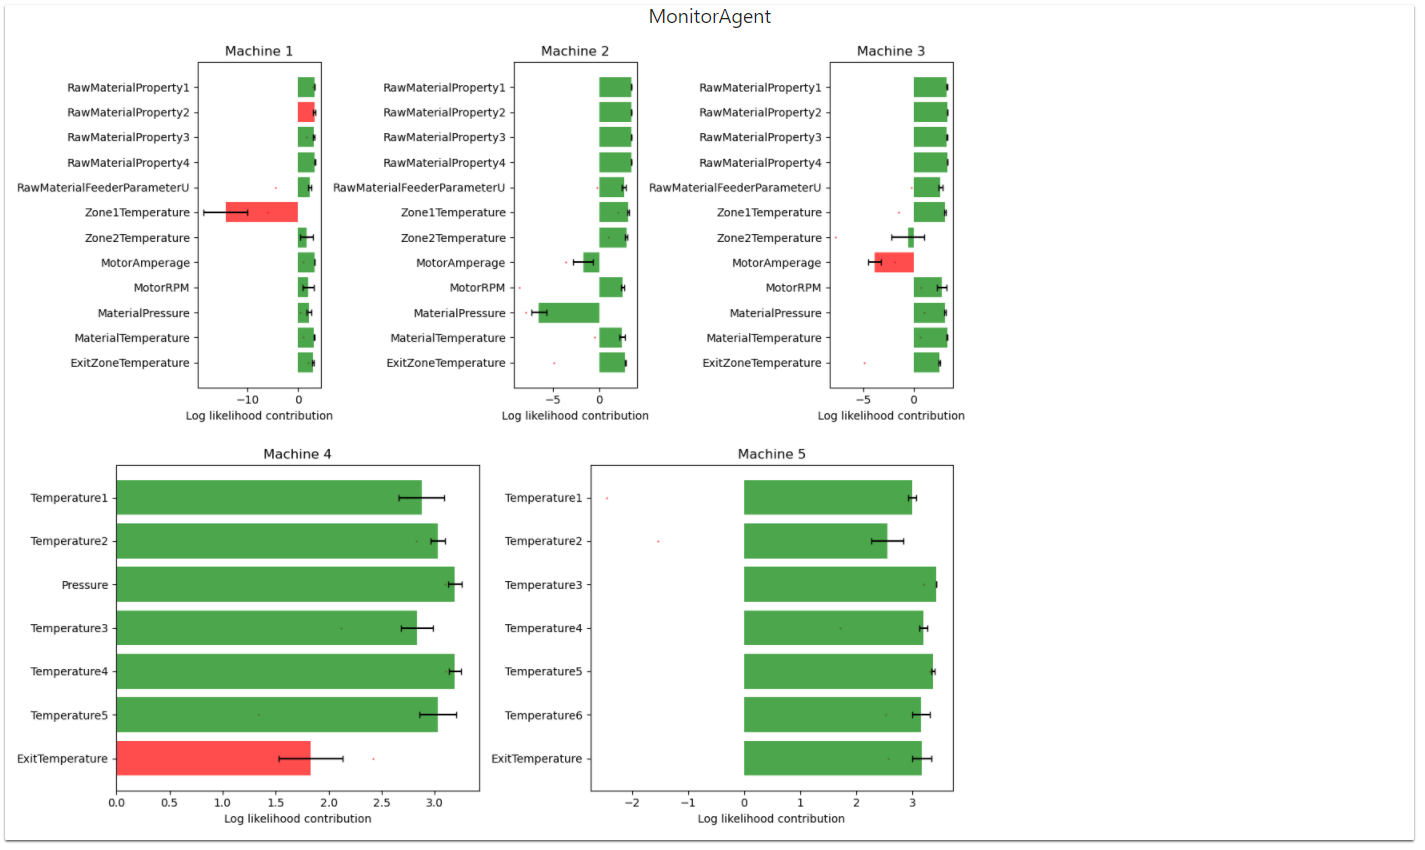 MonitorAgent
Machine 1
RawMaterialProperty1
RawMaterialProperty2
RawMaterialProperty3
RawMaterialProperty4
RawMaterialFeederParameterU
Zone1Temperature
Zone2Temperature
MotorAmperage
MotorRPM
MaterialPressure
MaterialTemperature
ExitZoneTemperature
−10 0
Log likelihood contribution
Machine 2
RawMaterialProperty1
RawMaterialProperty2
RawMaterialProperty3
RawMaterialProperty4
RawMaterialFeederParameterU
Zone1Temperature
Zone2Temperature
MotorAmperage
MotorRPM
MaterialPressure
MaterialTemperature
ExitZoneTemperature
−5 0
Log likelihood contribution
Machine 3
RawMaterialProperty1
RawMaterialProperty2
RawMaterialProperty3
RawMaterialProperty4
RawMaterialFeederParameterU
Zone1Temperature
Zone2Temperature
MotorAmperage
MotorRPM
MaterialPressure
MaterialTemperature
ExitZoneTemperature
−5 0
Log likelihood contribution
Machine 4
Temperature1
Temperature2
Pressure
Temperature3
Temperature4
Temperature5
ExitTemperature
0.0 0.5 1.0 1.5 2.0 2.5 3.0
Log likelihood contribution
Machine 5
Temperature1
Temperature2
Temperature3
Temperature4
Temperature5
Temperature6
ExitTemperature
−2 −1 0 1 2 3
Log likelihood contribution